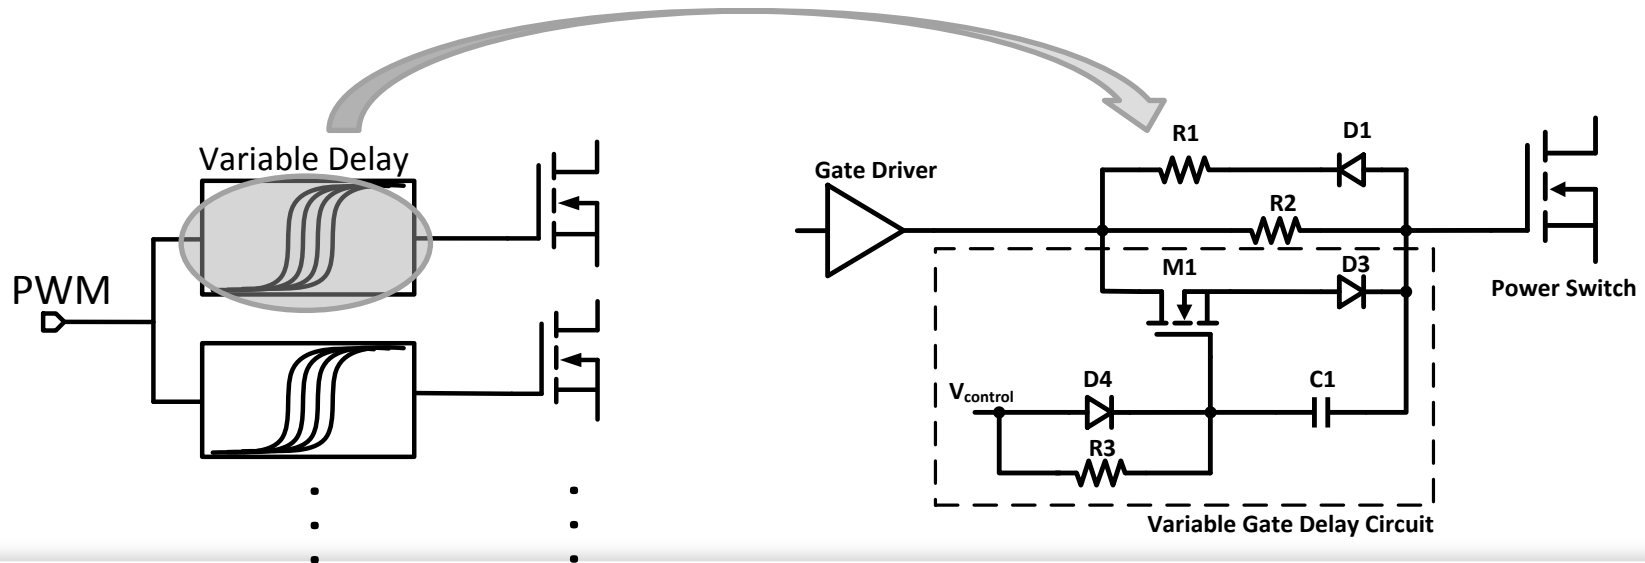 Variable Delay
PWM
Gate Driver
R1
D1
R2
M1
D3
Power Switch
Vcontrol
D4
C1
R3
Variable Gate Delay Circuit